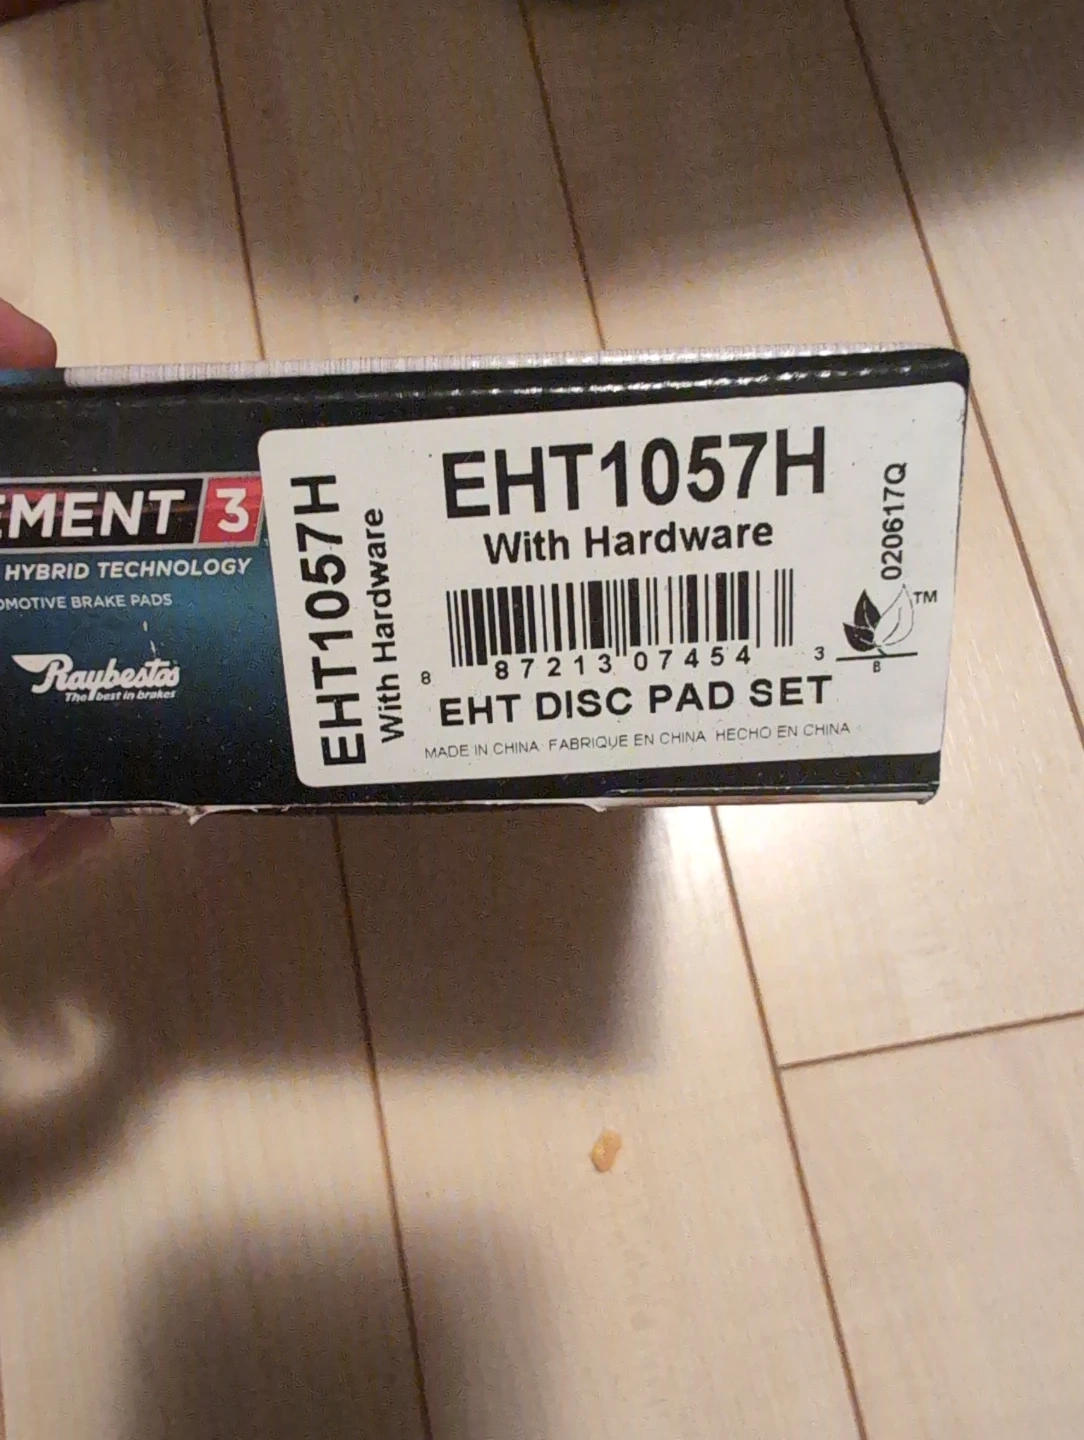 EMENT 3
HYBRID TECHNOLOGY
OMOTIVE BRAKE PADS
Raybestos
The best in brakes
EHT1057H
With Hardware
EHT1057H
With Hardware
8 87213 07454 3
EHT DISC PAD SET
MADE IN CHINA FABRIQUE EN CHINA HECHO EN CHINA
020617Q
TM
B